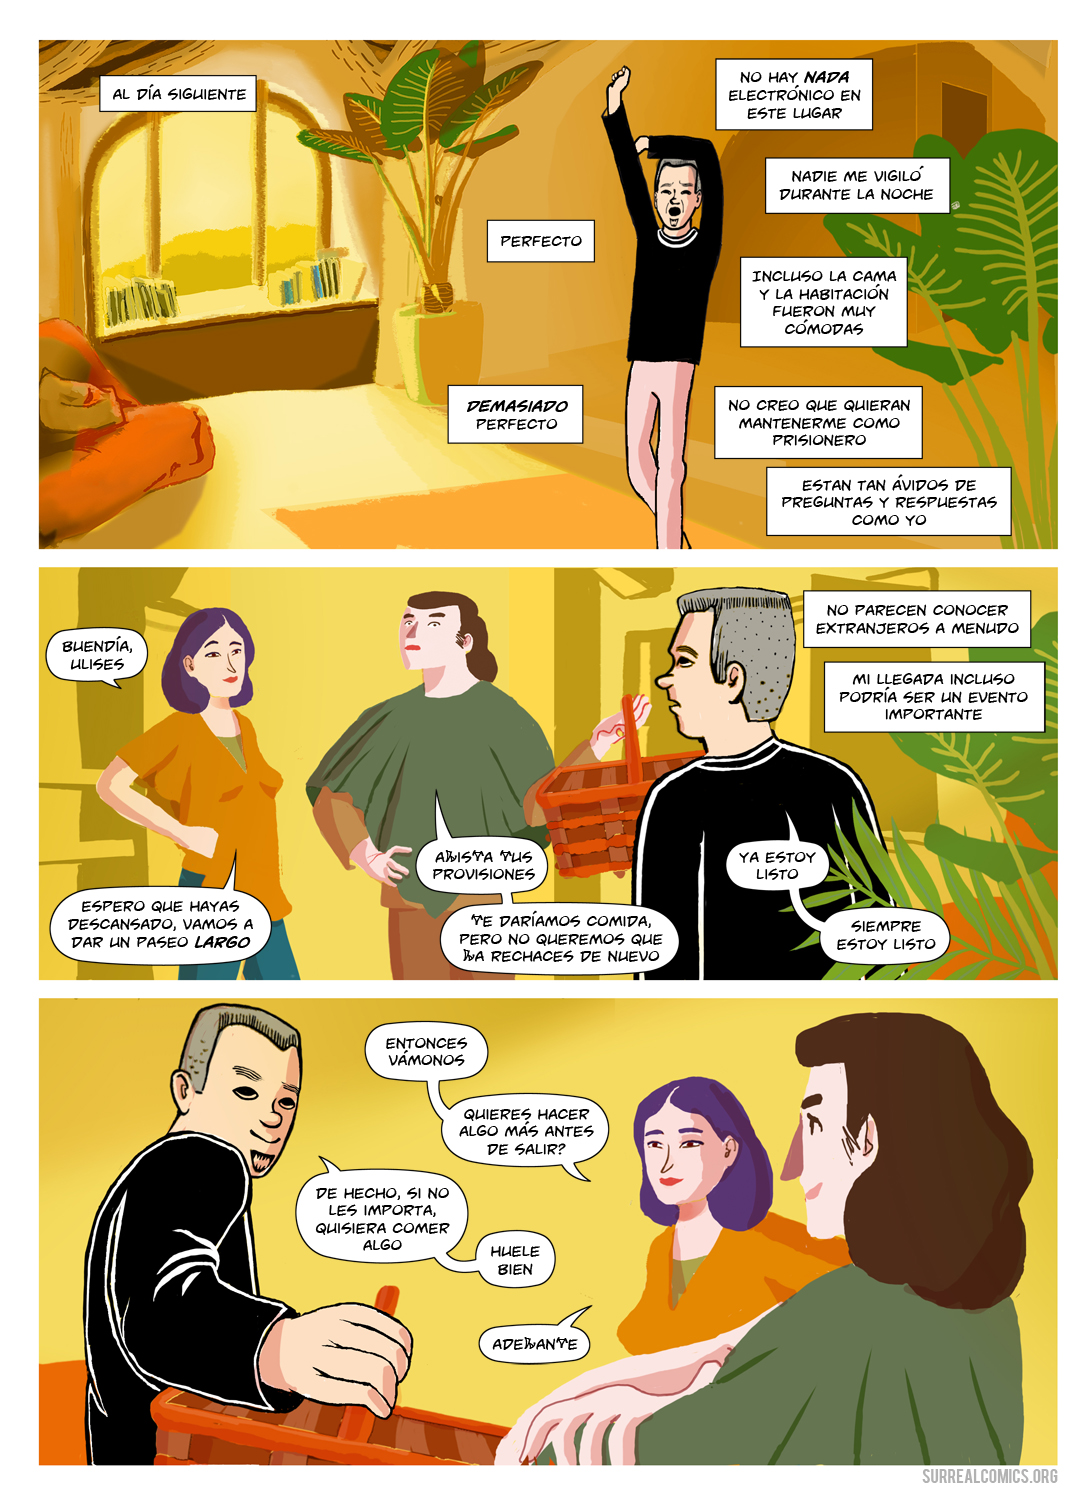 AL DÍA SIGUIENTE
NO HAY NADA
ELECTRÓNICO EN
ESTE LUGAR
NADIE ME VIGILÓ
DURANTE LA NOCHE
PERFECTO
INCLUSO LA CAMA
Y LA HABITACIÓN
FUERON MUY
CÓMODAS
DEMASIADO
PERFECTO
NO CREO QUE QUIERAN
MANTENERME COMO
PRISIONERO
ESTAN TAN ÁVIDOS DE
PREGUNTAS Y RESPUESTAS
COMO YO
BUENDÍA,
ULISES
NO PARECEN CONOCER
EXTRANJEROS A MENUDO
MI LLEGADA INCLUSO
PODRÍA SER UN EVENTO
IMPORTANTE
ESPERO QUE HAYAS
DESCANSADO, VAMOS A
DAR UN PASEO LARGO
ALISTA TUS
PROVISIONES
TE DARÍAMOS COMIDA,
PERO NO QUEREMOS QUE
LA RECHACES DE NUEVO
YA ESTOY
LISTO
SIEMPRE
ESTOY LISTO
ENTONCES
VÁMONOS
QUIERES HACER
ALGO MÁS ANTES
DE SALIR?
DE HECHO, SI NO
LES IMPORTA,
QUISIERA COMER
ALGO
HUELE
BIEN
ADELANTE
SURREALCOMICS.ORG